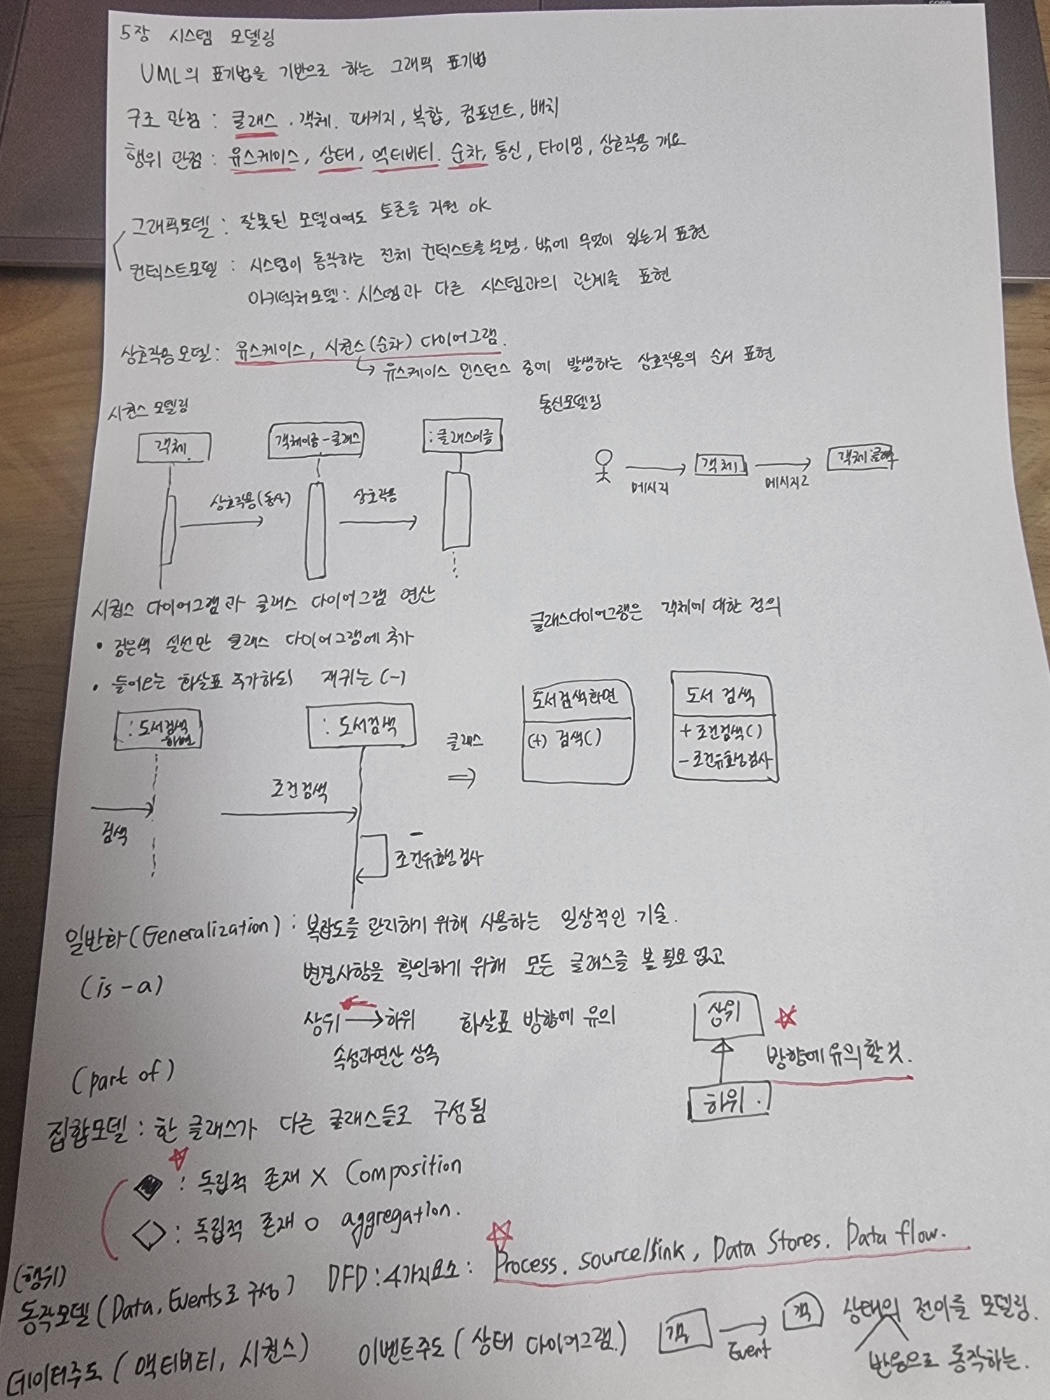 5장 시스템 모델링
UML의 표기법을 기반으로 하는 그래픽 표기법
구조 관점 : 클래스, 객체, 패키지, 복합, 컴포넌트, 배치
행위 관점 : 유스케이스, 상태, 액티비티, 순차, 통신, 타이밍, 상호작용 개요
그래픽모델 : 잘못된 모델이여도 토론을 지원 OK
컨텍스트모델 : 시스템이 동작하는 전체 컨텍스트를 설명. 밖에 무엇이 있는지 표현
아키텍처모델 : 시스템과 다른 시스템과의 관계를 표현
상호작용 모델 : 유스케이스, 시퀀스(순차) 다이어그램.
↳ 유스케이스 인스턴스 중에 발생하는 상호작용의 순서 표현
시퀀스 모델링
통신모델링
객체
객체이름-클래스
:클래스이름
상호작용(동사)
상호작용
메시지
객체1
메시지2
객체
시퀀스 다이어그램과 클래스 다이어그램 연산
클래스다이어그램은 객체에 대한 정의
• 검은색 실선만 클래스 다이어그램에 추가
• 들어오는 화살표 추가하되 재귀는 (-)
:도서검색화면
:도서검색
클래스
⇒
도서검색화면
(+) 검색()
도서 검색
+조건검색()
-조건유효성검사
검색
조건검색
-
조건유효성검사
일반화(Generalization) : 복잡도를 관리하기 위해 사용하는 일상적인 기술.
(is-a)
변경사항을 확인하기 위해 모든 클래스를 볼 필요 없고
상위 → 하위 화살표 방향에 유의
속성과연산 상속
상위
방향에 유의할것.
하위
(part of)
집합모델 : 한 클래스가 다른 클래스들로 구성됨
◆ : 독립적 존재 X Composition
◇ : 독립적 존재 O aggregation.
(행위)
동작모델 (Data, Events로 구성) DFD : 4가지요소 : Process, source/sink, Data Stores, Data flow.
데이터주도 (액티비티, 시퀀스) 이벤트주도 (상태 다이어그램)
객
Event
객
상태의 전이를 모델링.
반응으로 동작하는.